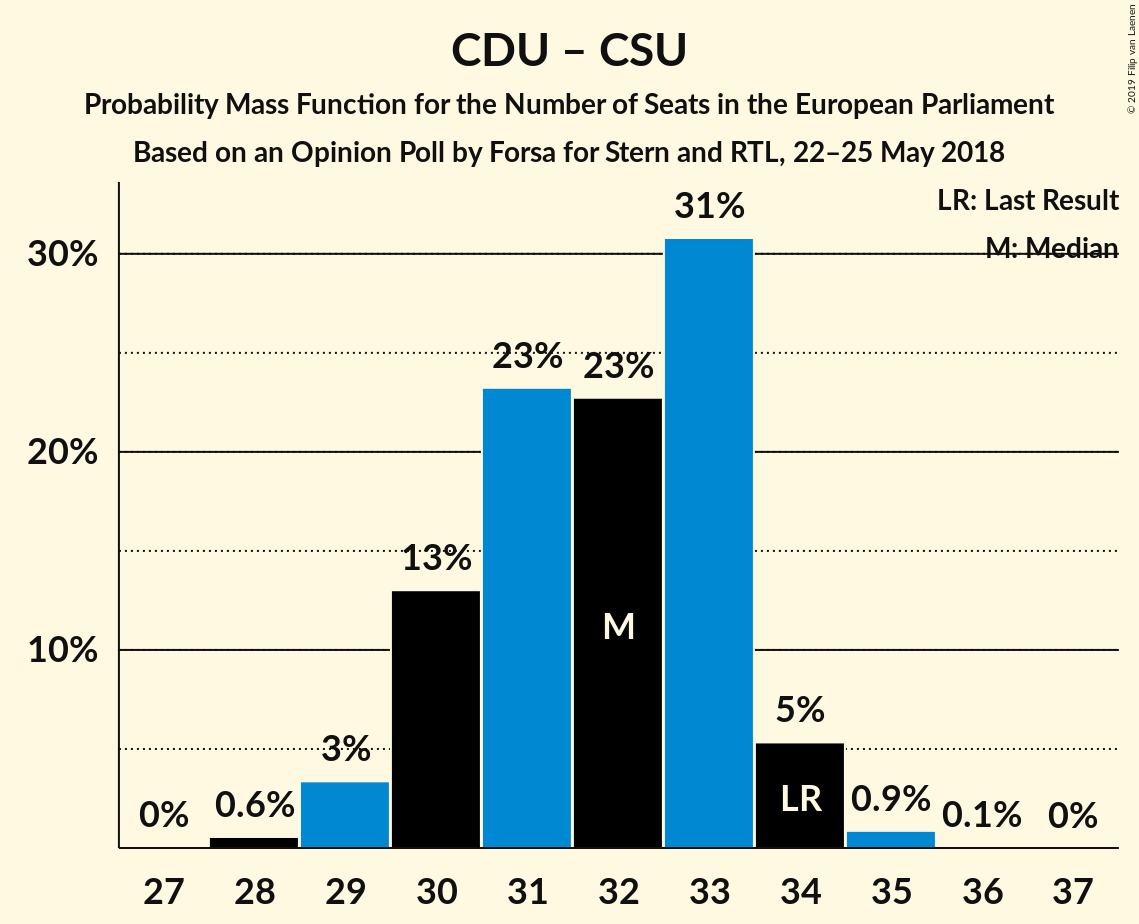 CDU – CSU
Probability Mass Function for the Number of Seats in the European Parliament
Based on an Opinion Poll by Forsa for Stern and RTL, 22–25 May 2018
© 2019 Filip van Laenen
LR: Last Result
M: Median
30%
20%
10%
0%
0.6%
3%
13%
23%
23%
31%
5%
0.9%
0.1%
0%
M
LR
27 28 29 30 31 32 33 34 35 36 37